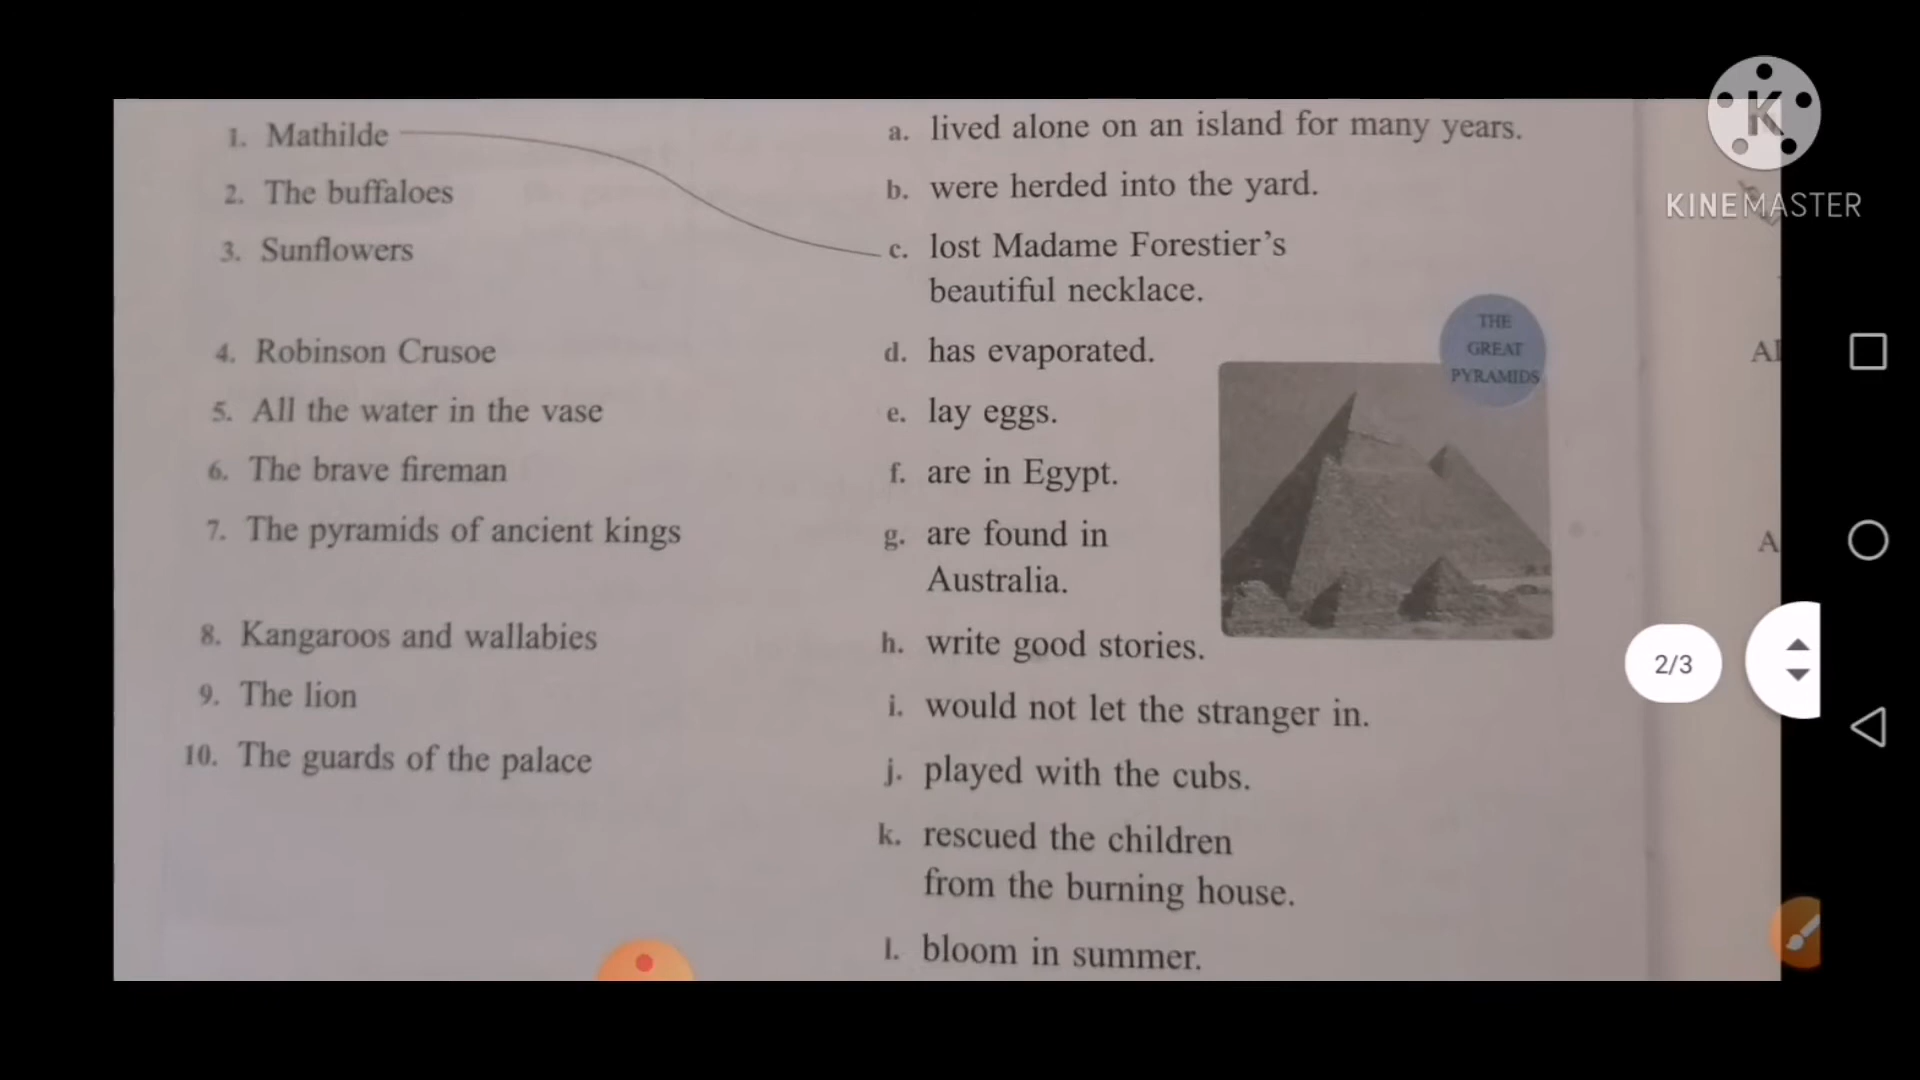 1. Mathilde
2. The buffaloes
3. Sunflowers
4. Robinson Crusoe
5. All the water in the vase
6. The brave fireman
7. The pyramids of ancient kings
8. Kangaroos and wallabies
9. The lion
10. The guards of the palace
a. lived alone on an island for many years.
b. were herded into the yard.
c. lost Madame Forestier's
beautiful necklace.
d. has evaporated.
e. lay eggs.
f. are in Egypt.
g. are found in
Australia.
h. write good stories.
i. would not let the stranger in.
j. played with the cubs.
k. rescued the children
from the burning house.
l. bloom in summer.
THE
GREAT
PYRAMIDS
K
KINEMASTER
2/3